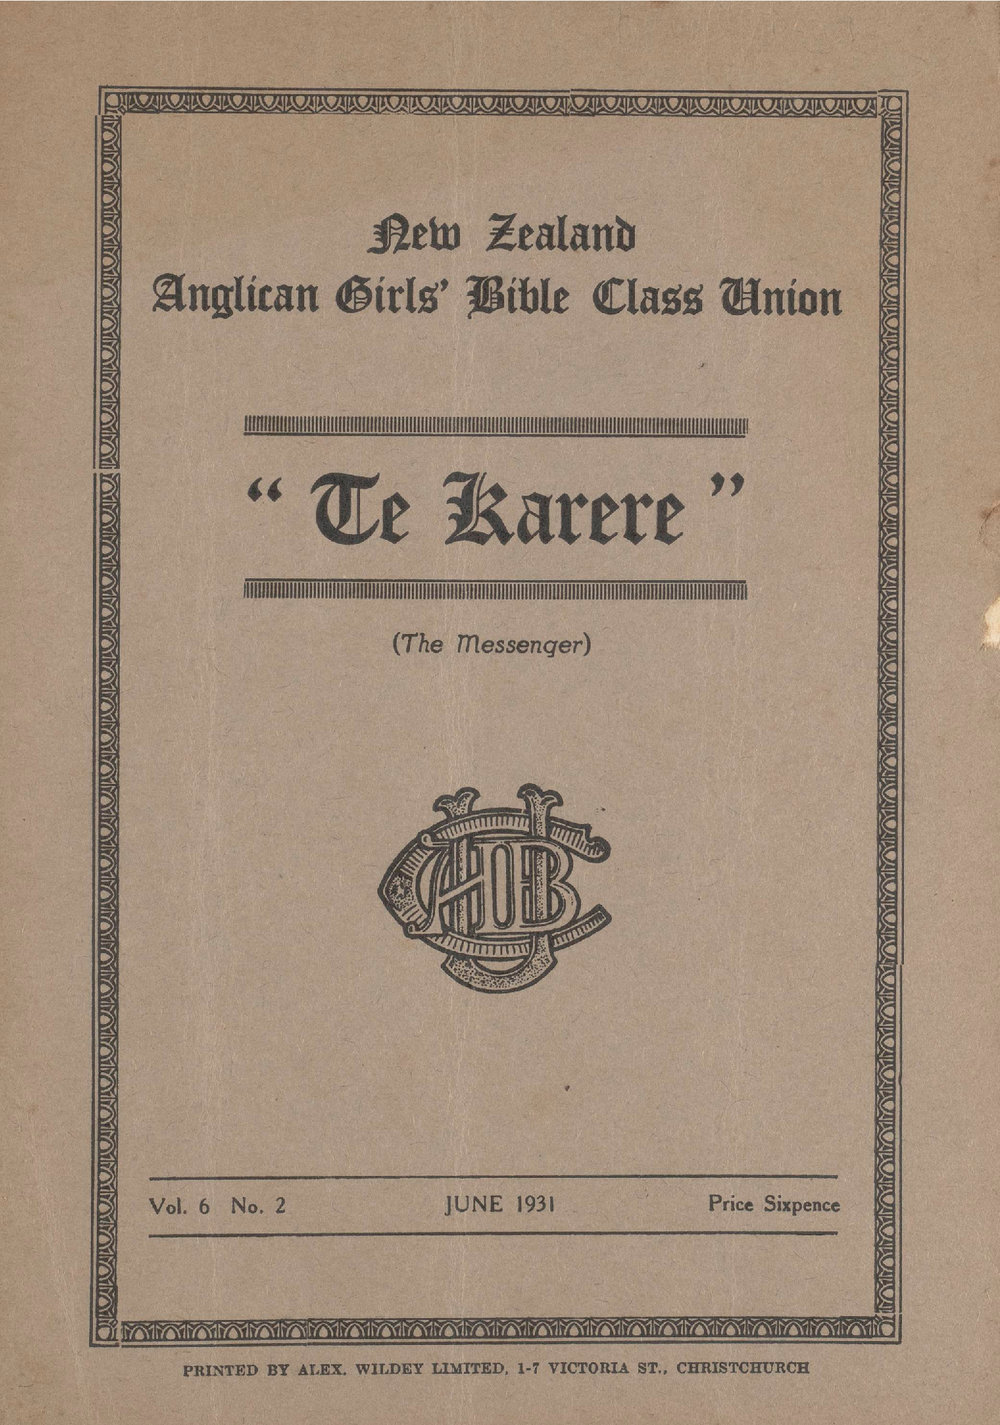 New Zealand
Anglican Girls' Bible Class Union
“ Te Karere ”
(The Messenger)
Vol. 6 No. 2 JUNE 1931 Price Sixpence
PRINTED BY ALEX. WILDEY LIMITED, 1-7 VICTORIA ST., CHRISTCHURCH